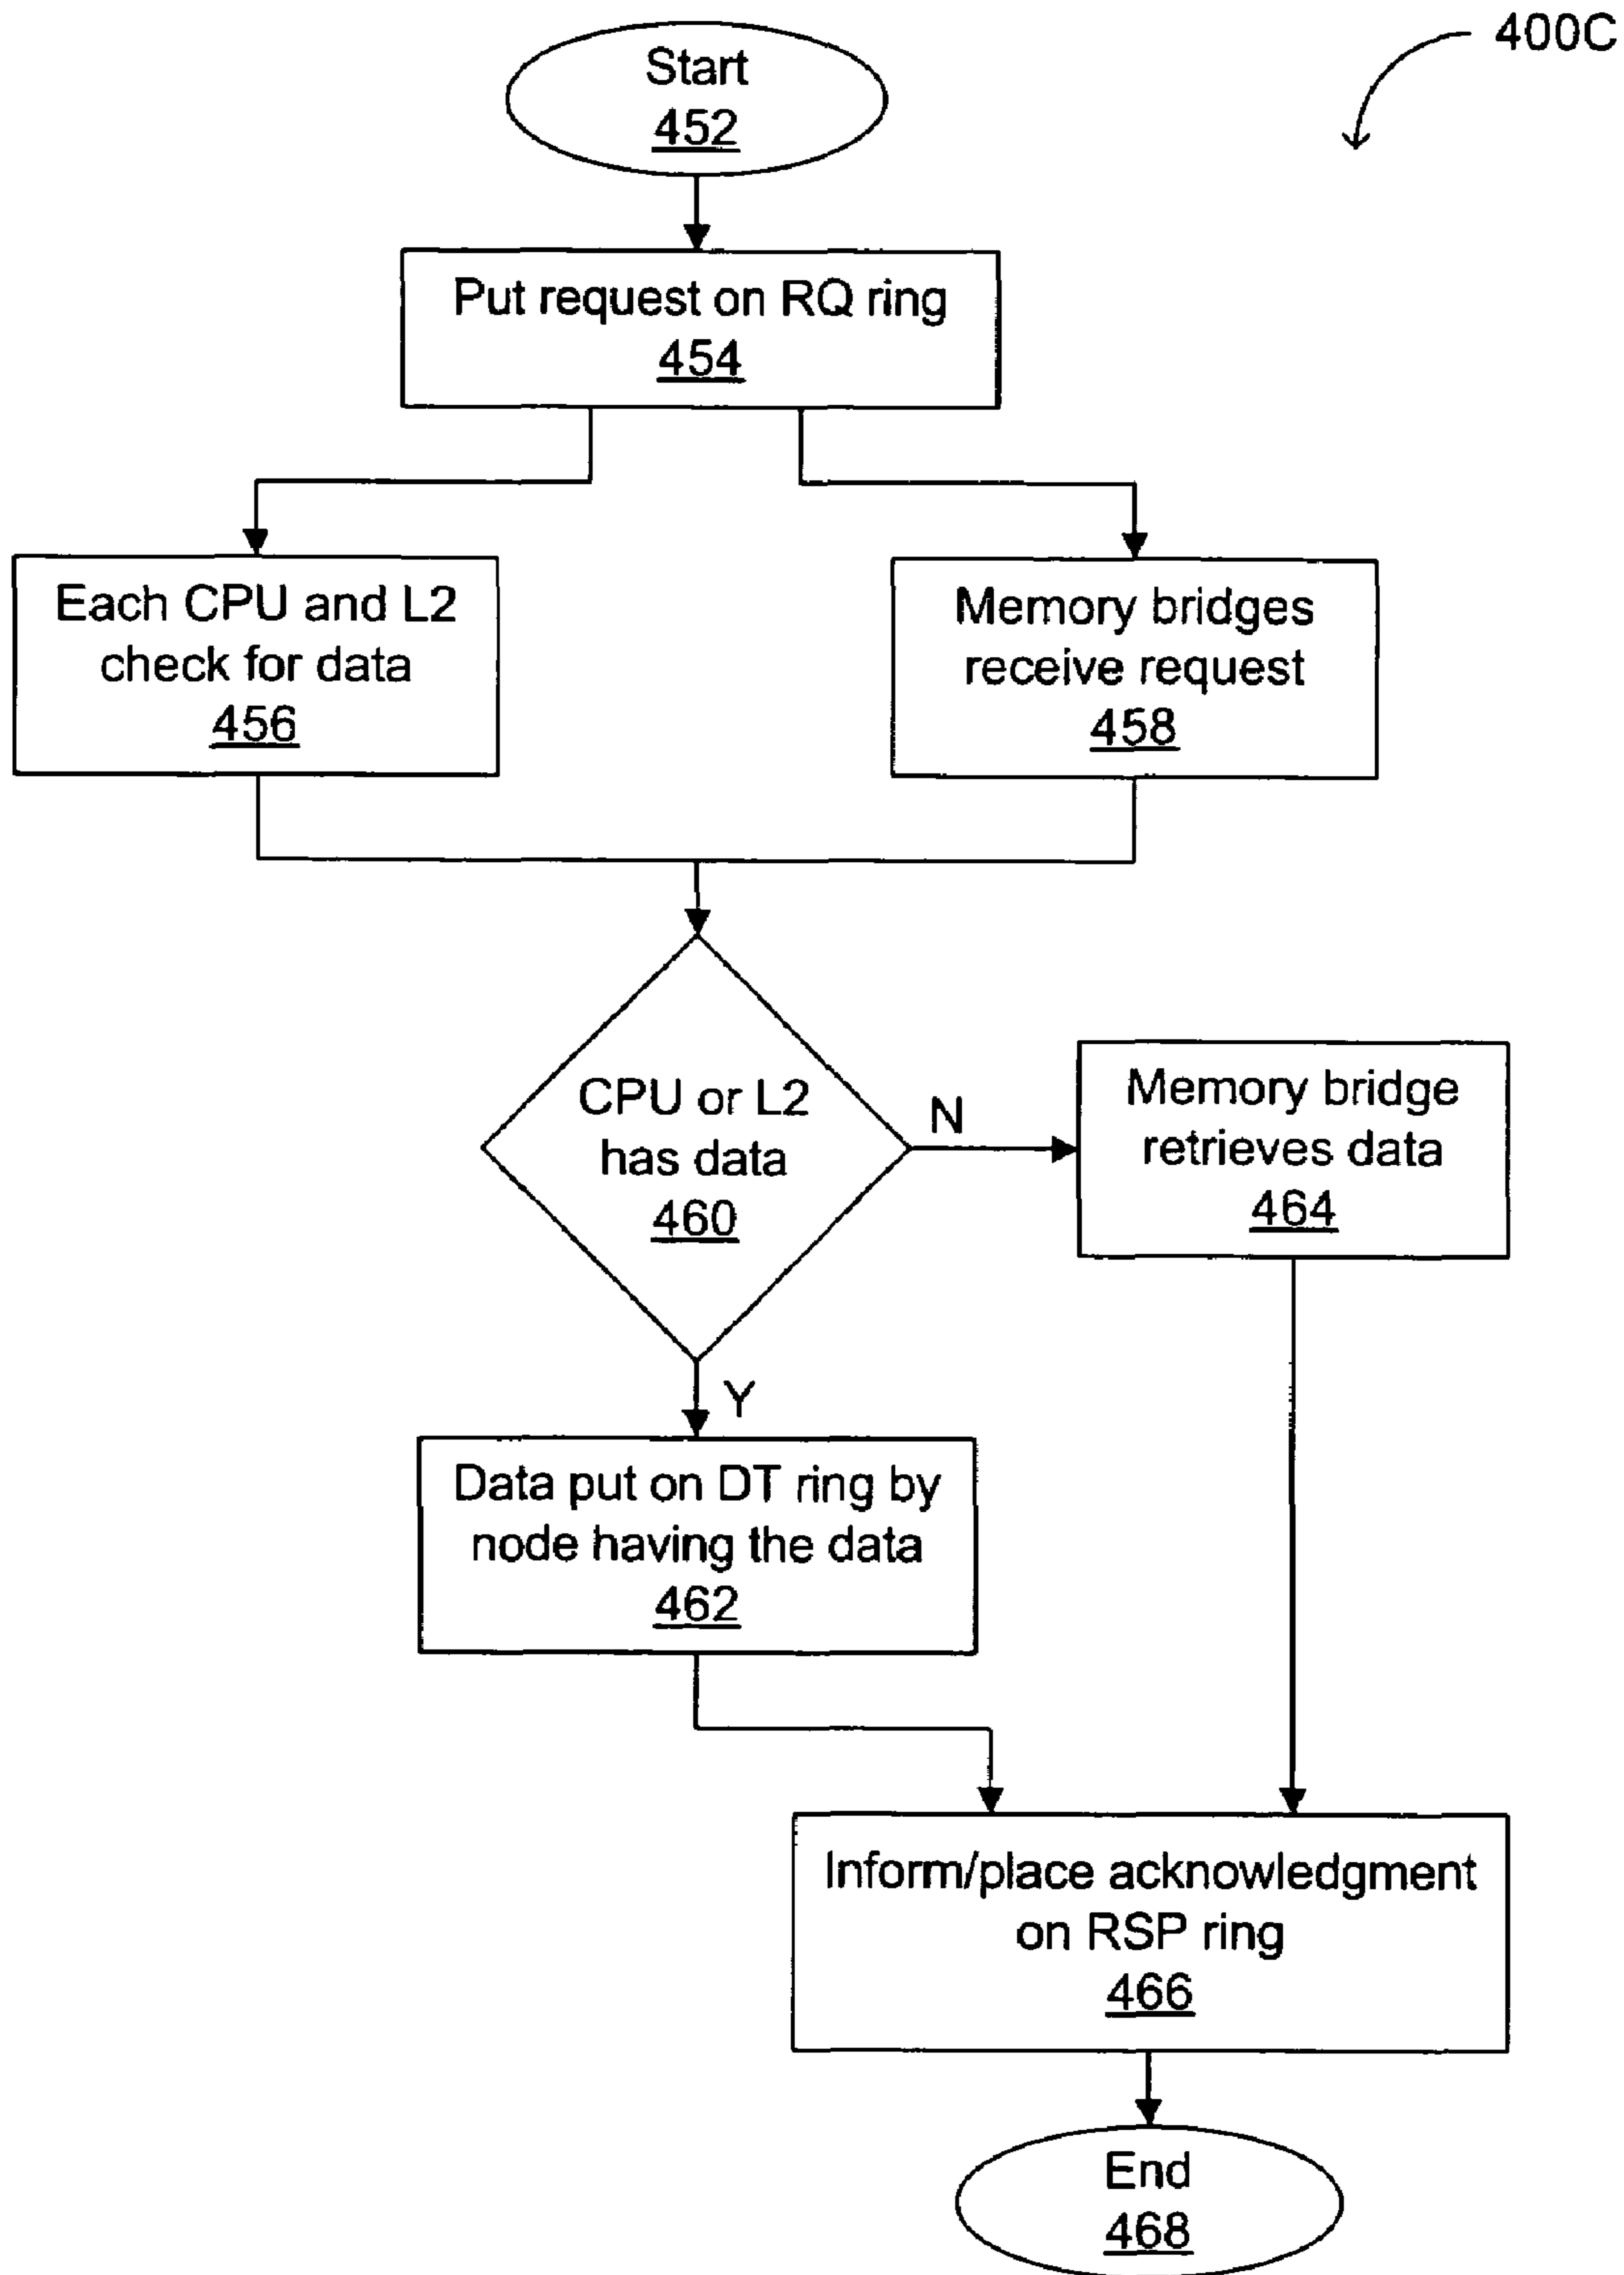 400C
Start
452
Put request on RQ ring
454
Each CPU and L2
check for data
456
Memory bridges
receive request
458
CPU or L2
has data
460
N
Memory bridge
retrieves data
464
Y
Data put on DT ring by
node having the data
462
Inform/place acknowledgment
on RSP ring
466
End
468